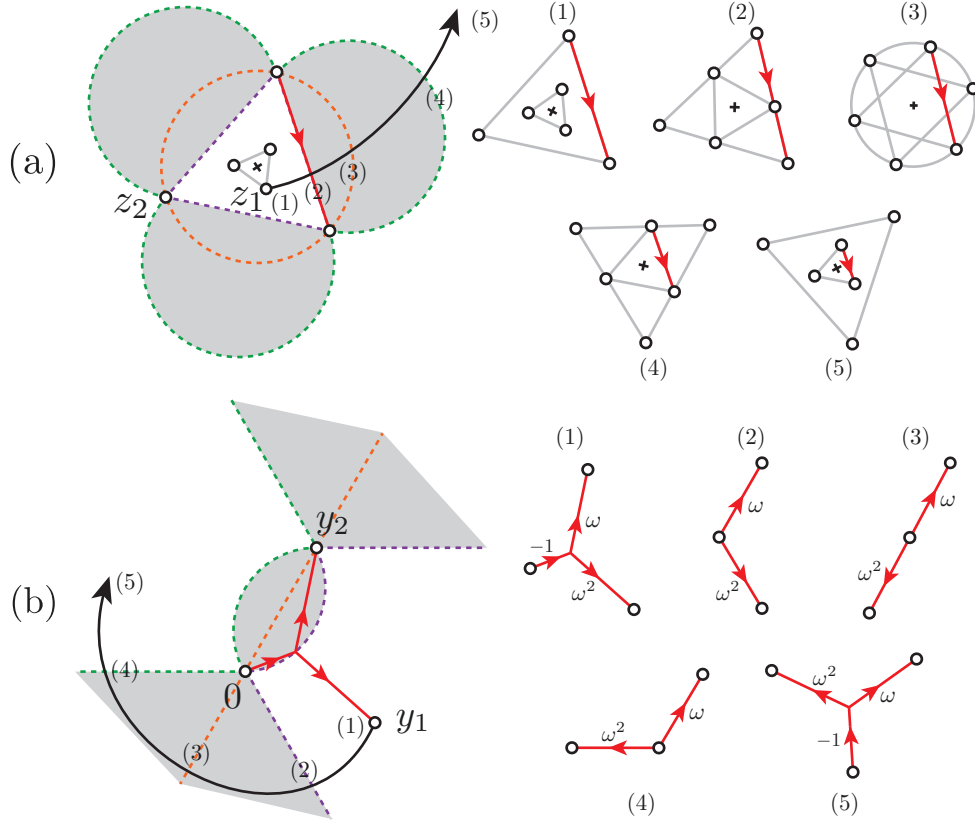 (a)
(5)
(4)
(3)
(2)
(1)
z₁
z₂
(1)
(2)
(3)
(4)
(5)
(b)
(5)
(4)
(3)
(2)
(1)
y₂
0
y₁
(1)
−1
ω
ω²
(2)
ω
ω²
(3)
ω
ω²
(4)
ω²
ω
(5)
ω²
ω
−1